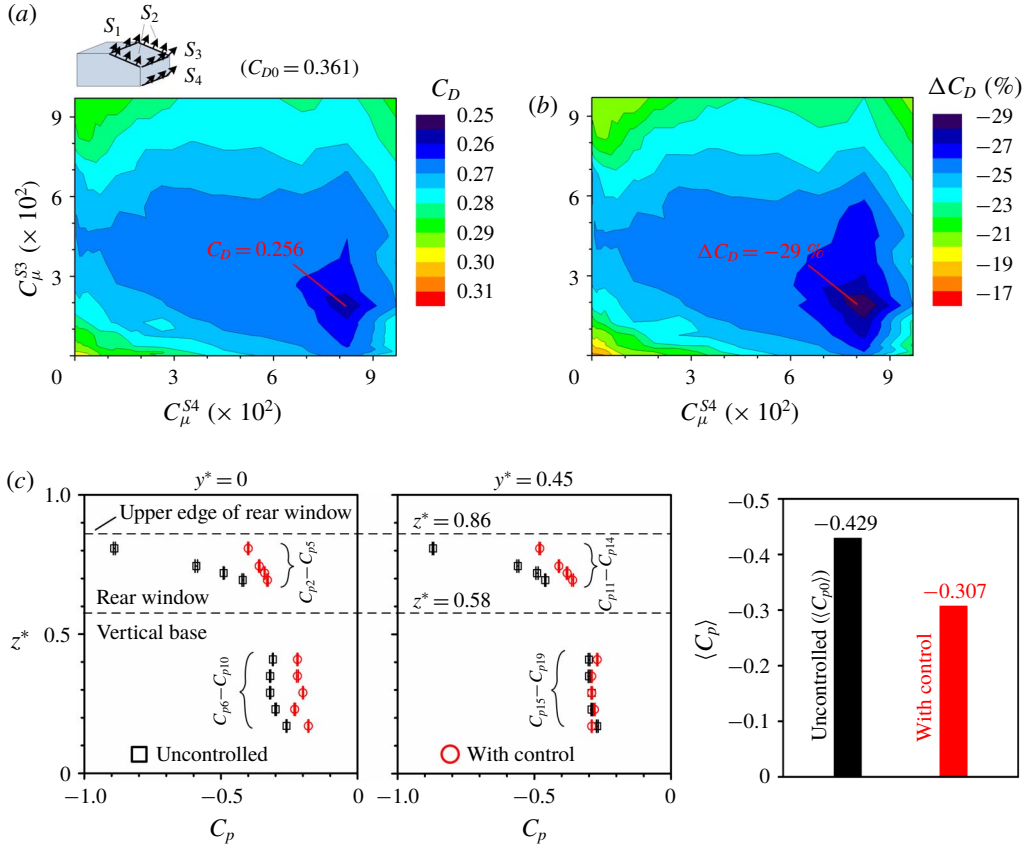 (a)
S1
S2
S3
S4
(CD0 = 0.361)
CD
0.25
0.26
0.27
0.28
0.29
0.30
0.31
9
6
3
0
3
6
9
CμS3 (× 10²)
CμS4 (× 10²)
CD = 0.256
(b)
ΔCD (%)
−29
−27
−25
−23
−21
−19
−17
ΔCD = −29 %
0
3
6
9
CμS4 (× 10²)
(c)
y* = 0
y* = 0.45
1.0
0.5
0
z*
Upper edge of rear window
Rear window
Vertical base
Cp2−Cp5
Cp6−Cp10
Uncontrolled
−1.0
−0.5
0
Cp
z* = 0.86
z* = 0.58
Cp11−Cp14
Cp15−Cp19
With control
−1.0
−0.5
0
Cp
−0.5
−0.4
−0.3
−0.2
−0.1
0
⟨Cp⟩
−0.429
−0.307
Uncontrolled (⟨Cp0⟩)
With control